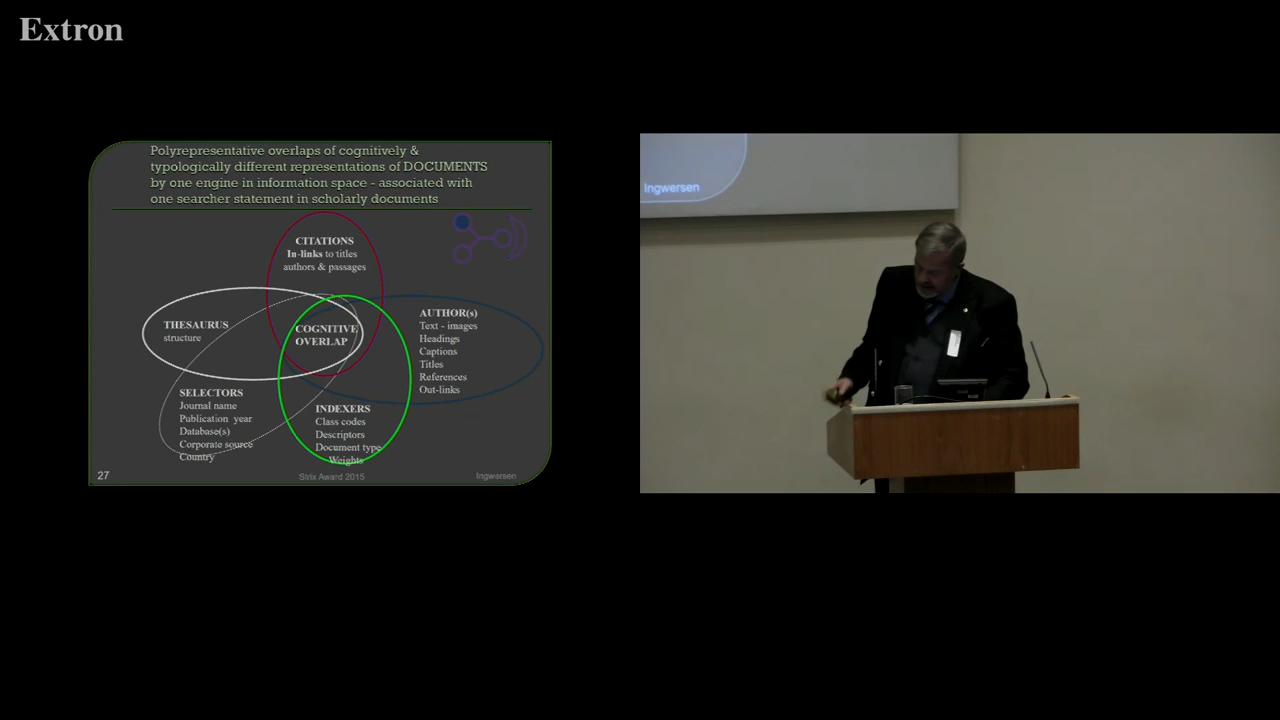 Extron
Polyrepresentative overlaps of cognitively &
typologically different representations of DOCUMENTS
by one engine in information space - associated with
one searcher statement in scholarly documents
CITATIONS
In-links to titles
authors & passages
THESAURUS
structure
COGNITIVE
OVERLAP
AUTHOR(s)
Text - images
Headings
Captions
Titles
References
Out-links
SELECTORS
Journal name
Publication year
Database(s)
Corporate source
Country
INDEXERS
Class codes
Descriptors
Document type
Weights
27
Strix Award 2015
Ingwersen
Ingwersen